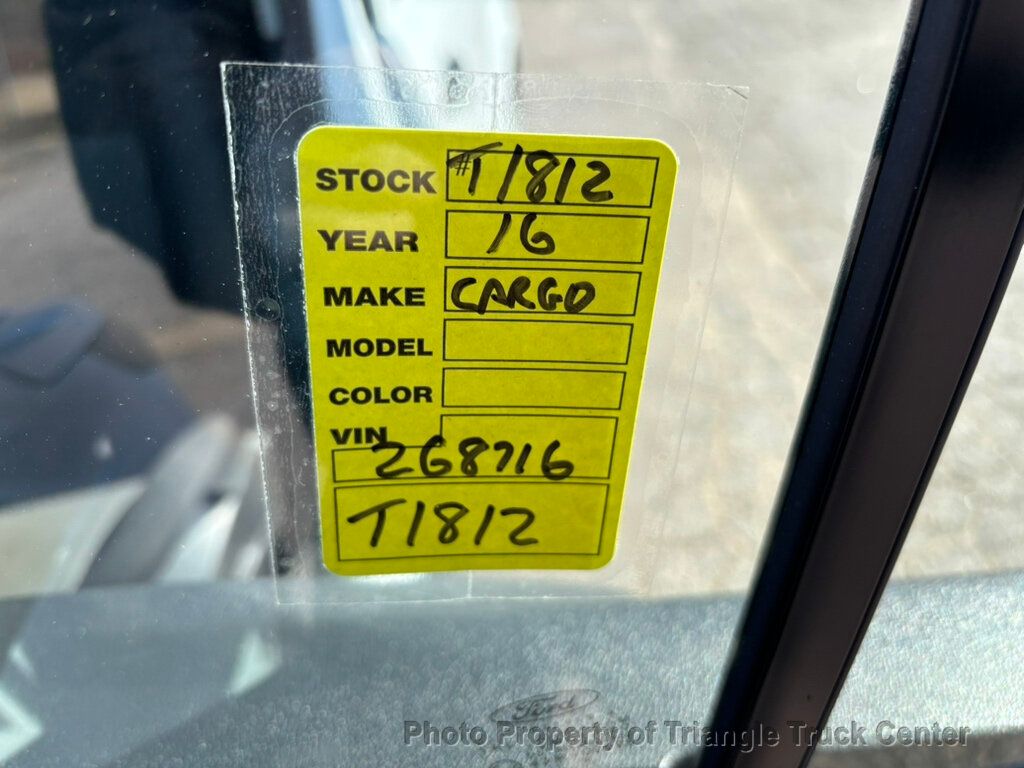 STOCK #T1812
YEAR 16
MAKE CARGO
MODEL
COLOR
VIN
268716
T1812
Ford
Photo Property of Triangle Truck Center